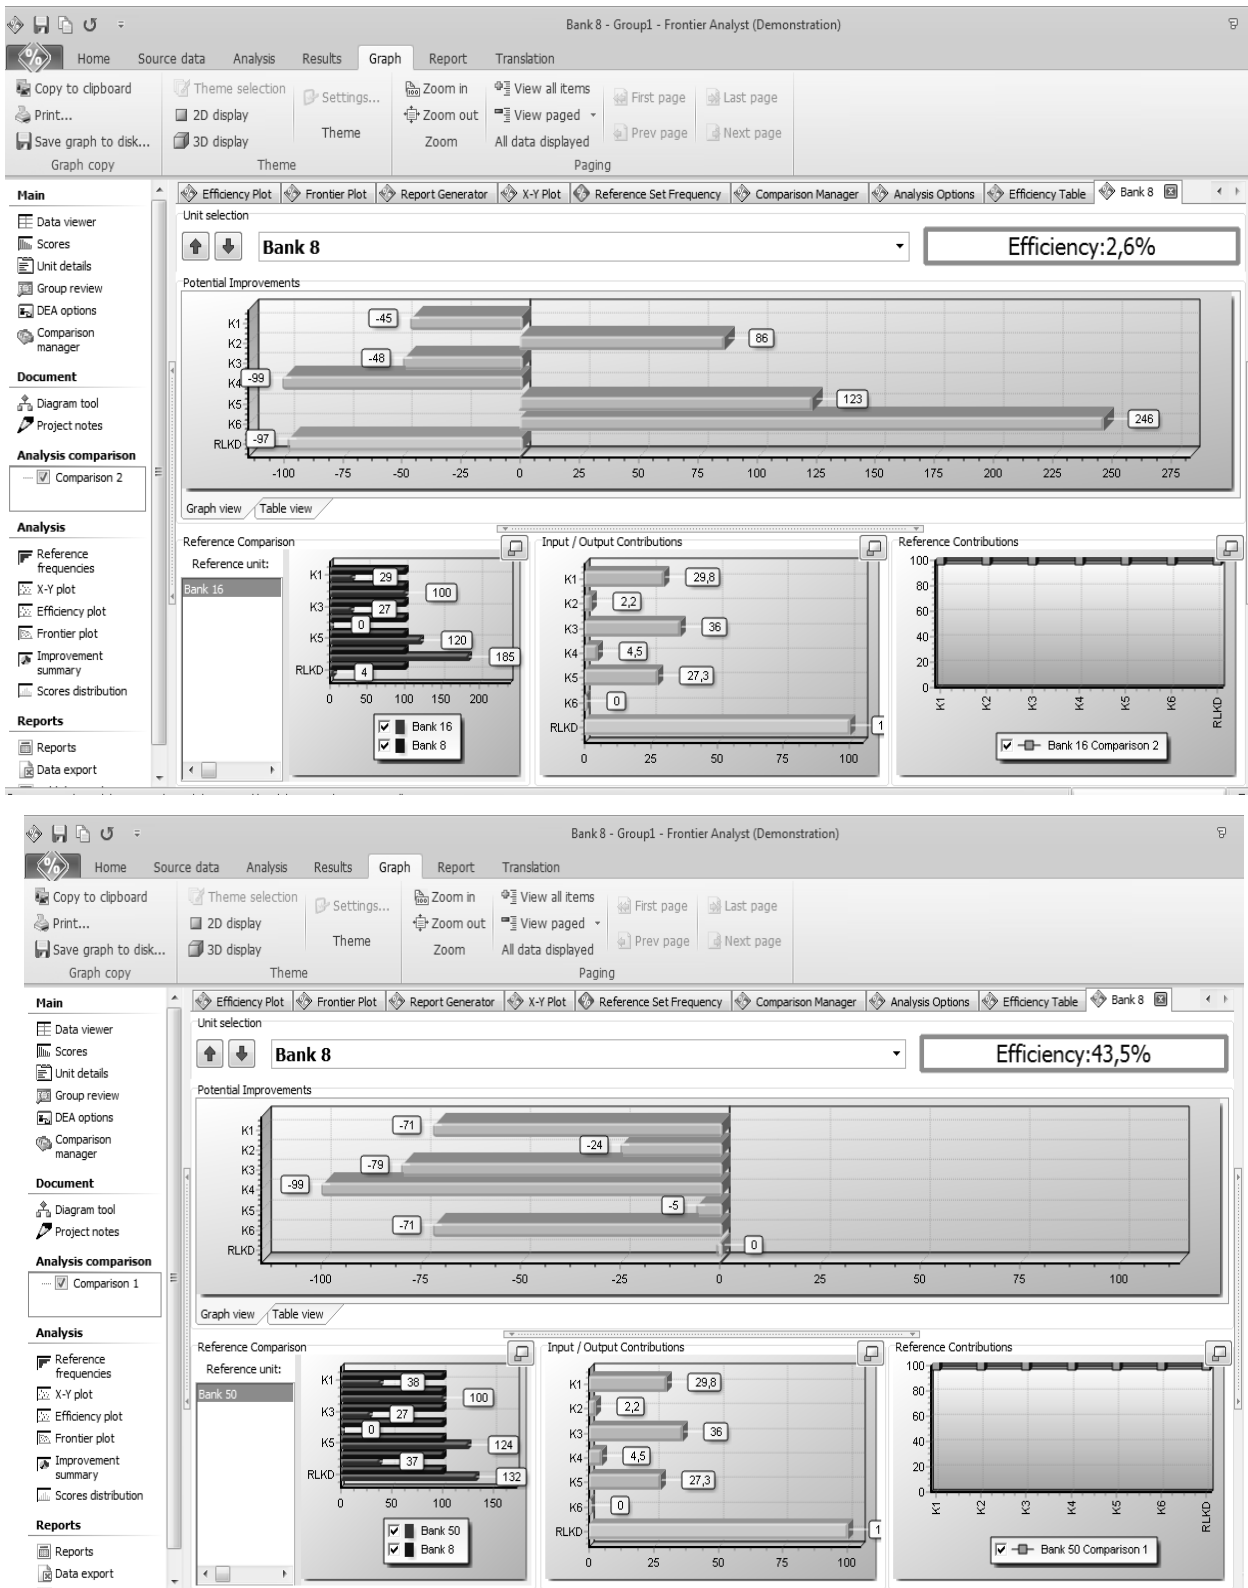 Bank 8 - Group1 - Frontier Analyst (Demonstration)
Home Source data Analysis Results Graph Report Translation
Copy to clipboard
Print...
Save graph to disk...
Graph copy
Theme selection
2D display
3D display
Settings...
Theme
Theme
Zoom in
Zoom out
Zoom
View all items
View paged
All data displayed
First page
Last page
Prev page
Next page
Paging
Main
Data viewer
Scores
Unit details
Group review
DEA options
Comparison
manager
Document
Diagram tool
Project notes
Analysis comparison
Comparison 2
Analysis
Reference
frequencies
X-Y plot
Efficiency plot
Frontier plot
Improvement
summary
Scores distribution
Reports
Reports
Data export
Efficiency Plot Frontier Plot Report Generator X-Y Plot Reference Set Frequency Comparison Manager Analysis Options Efficiency Table Bank 8
Unit selection
Bank 8
Efficiency:2,6%
Potential Improvements
K1 -45
K2 86
K3 -48
K4 -99
K5 123
K6 246
RLKD -97
-100 -75 -50 -25 0 25 50 75 100 125 150 175 200 225 250 275
Graph view Table view
Reference Comparison
Reference unit:
Bank 16
K1 29
100
K3 27
0
K5 120
185
RLKD 4
0 50 100 150 200
Bank 16
Bank 8
Input / Output Contributions
K1 29,8
K2 2,2
K3 36
K4 4,5
K5 27,3
K6 0
RLKD 1
0 25 50 75 100
Reference Contributions
100
80
60
40
20
0
K1 K2 K3 K4 K5 K6 RLKD
Bank 16 Comparison 2
Bank 8 - Group1 - Frontier Analyst (Demonstration)
Home Source data Analysis Results Graph Report Translation
Copy to clipboard
Print...
Save graph to disk...
Graph copy
Theme selection
2D display
3D display
Settings...
Theme
Theme
Zoom in
Zoom out
Zoom
View all items
View paged
All data displayed
First page
Last page
Prev page
Next page
Paging
Main
Data viewer
Scores
Unit details
Group review
DEA options
Comparison
manager
Document
Diagram tool
Project notes
Analysis comparison
Comparison 1
Analysis
Reference
frequencies
X-Y plot
Efficiency plot
Frontier plot
Improvement
summary
Scores distribution
Reports
Reports
Data export
Efficiency Plot Frontier Plot Report Generator X-Y Plot Reference Set Frequency Comparison Manager Analysis Options Efficiency Table Bank 8
Unit selection
Bank 8
Efficiency:43,5%
Potential Improvements
K1 -71
K2 -24
K3 -79
K4 -99
K5 -5
K6 -71
RLKD 0
-100 -75 -50 -25 0 25 50 75 100
Graph view Table view
Reference Comparison
Reference unit:
Bank 50
K1 38
100
K3 27
0
K5 124
37
RLKD 132
0 50 100 150
Bank 50
Bank 8
Input / Output Contributions
K1 29,8
K2 2,2
K3 36
K4 4,5
K5 27,3
K6 0
RLKD 1
0 25 50 75 100
Reference Contributions
100
80
60
40
20
0
K1 K2 K3 K4 K5 K6 RLKD
Bank 50 Comparison 1